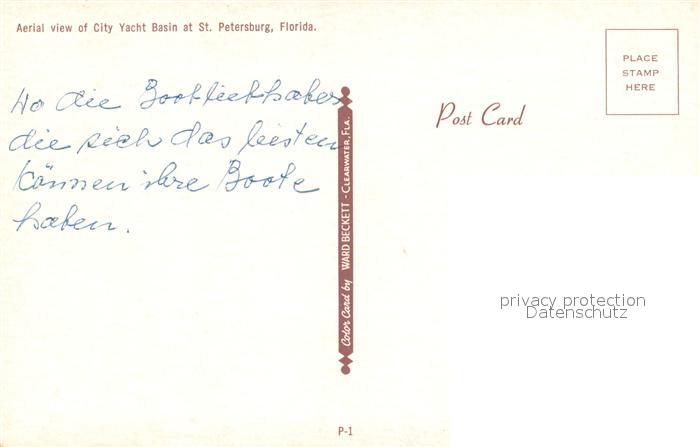 Aerial view of City Yacht Basin at St. Petersburg, Florida.
PLACE
STAMP
HERE
Post Card
Wo die Bootliebhaber
die sich das leisten
können ihre Boote
haben.
Color Card by WARD BECKETT - CLEARWATER, FLA.
privacy protection
Datenschutz
P-1